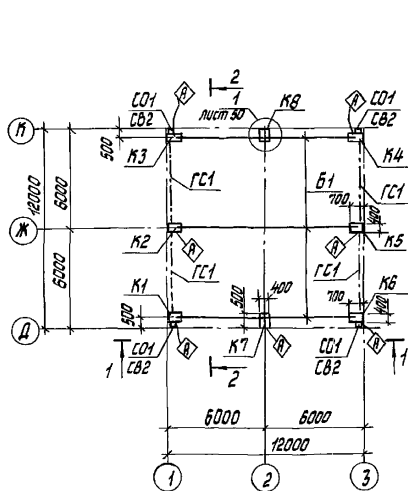 2
СО1
СВ2
А
1
лист 50
К8
А
СО1
СВ2
К
500
К3
К4
ГС1
Б1
ГС1
700
400
6000
12000
Ж
К2
А
А
К5
6000
ГС1
ГС1
700
К6
К1
600
400
400
500
Д
К7
А
СО1
СВ2
А
СО1
СВ2
А
1
2
1
6000
6000
12000
1
2
3